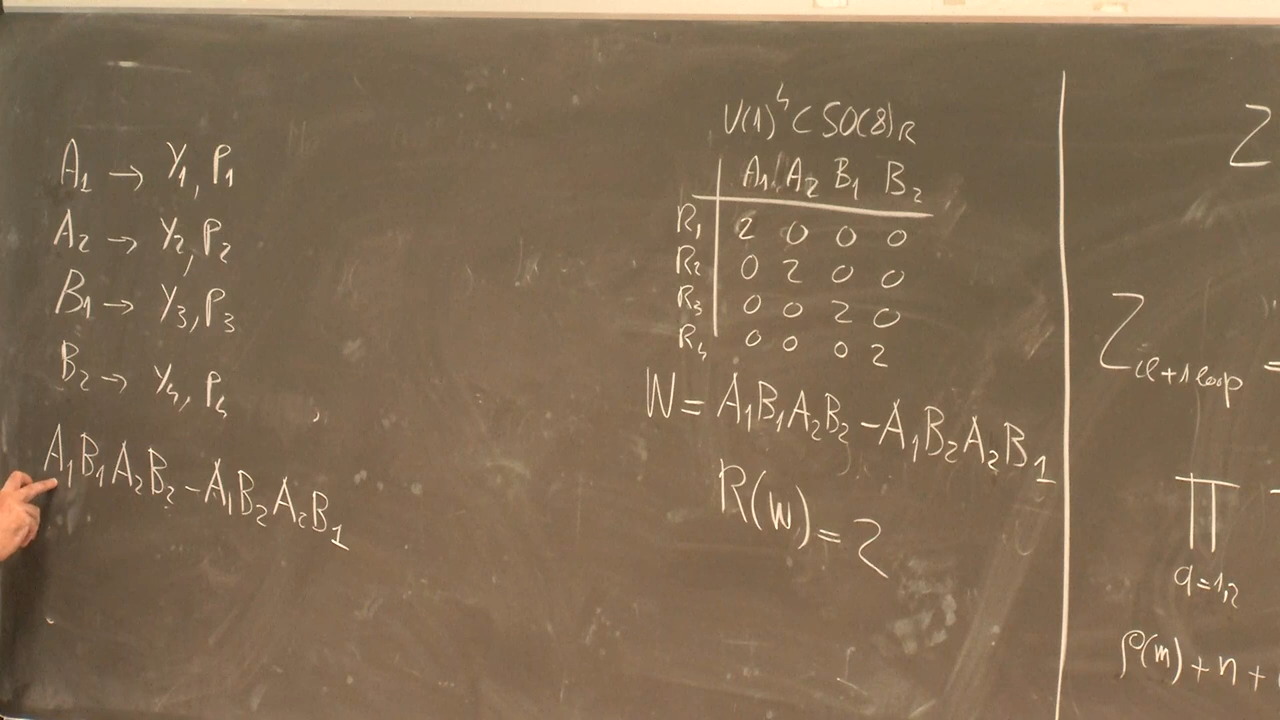 A₁ → y₁, p₁
A₂ → y₂, p₂
B₁ → y₃, p₃
B₂ → y₄, p₄
A₁B₁A₂B₂ - A₁B₂A₂B₁
U(1)⁴ ⊂ SO(8)_R
A₁ A₂ B₁ B₂
R₁ 2 0 0 0
R₂ 0 2 0 0
R₃ 0 0 2 0
R₄ 0 0 0 2
W = A₁B₁A₂B₂ - A₁B₂A₂B₁
R(W) = 2
Z
Z_{cl+1 loop} =
∏
a=1,2
ρ(m) + n +